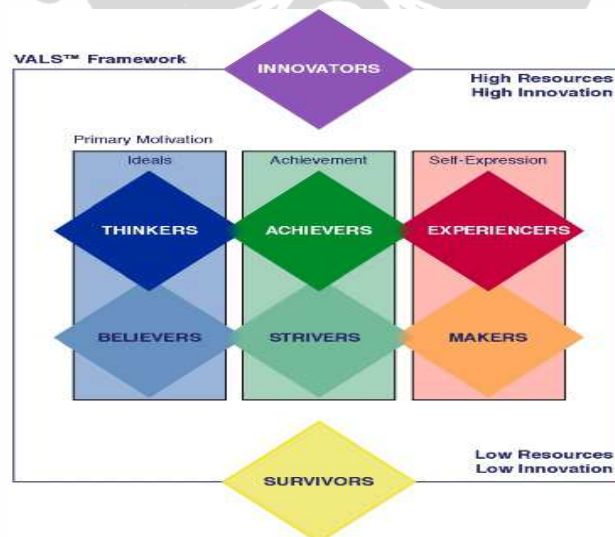 VALS™ Framework
INNOVATORS
High Resources
High Innovation
Primary Motivation
Ideals
Achievement
Self-Expression
THINKERS
ACHIEVERS
EXPERIENCERS
BELIEVERS
STRIVERS
MAKERS
Low Resources
Low Innovation
SURVIVORS